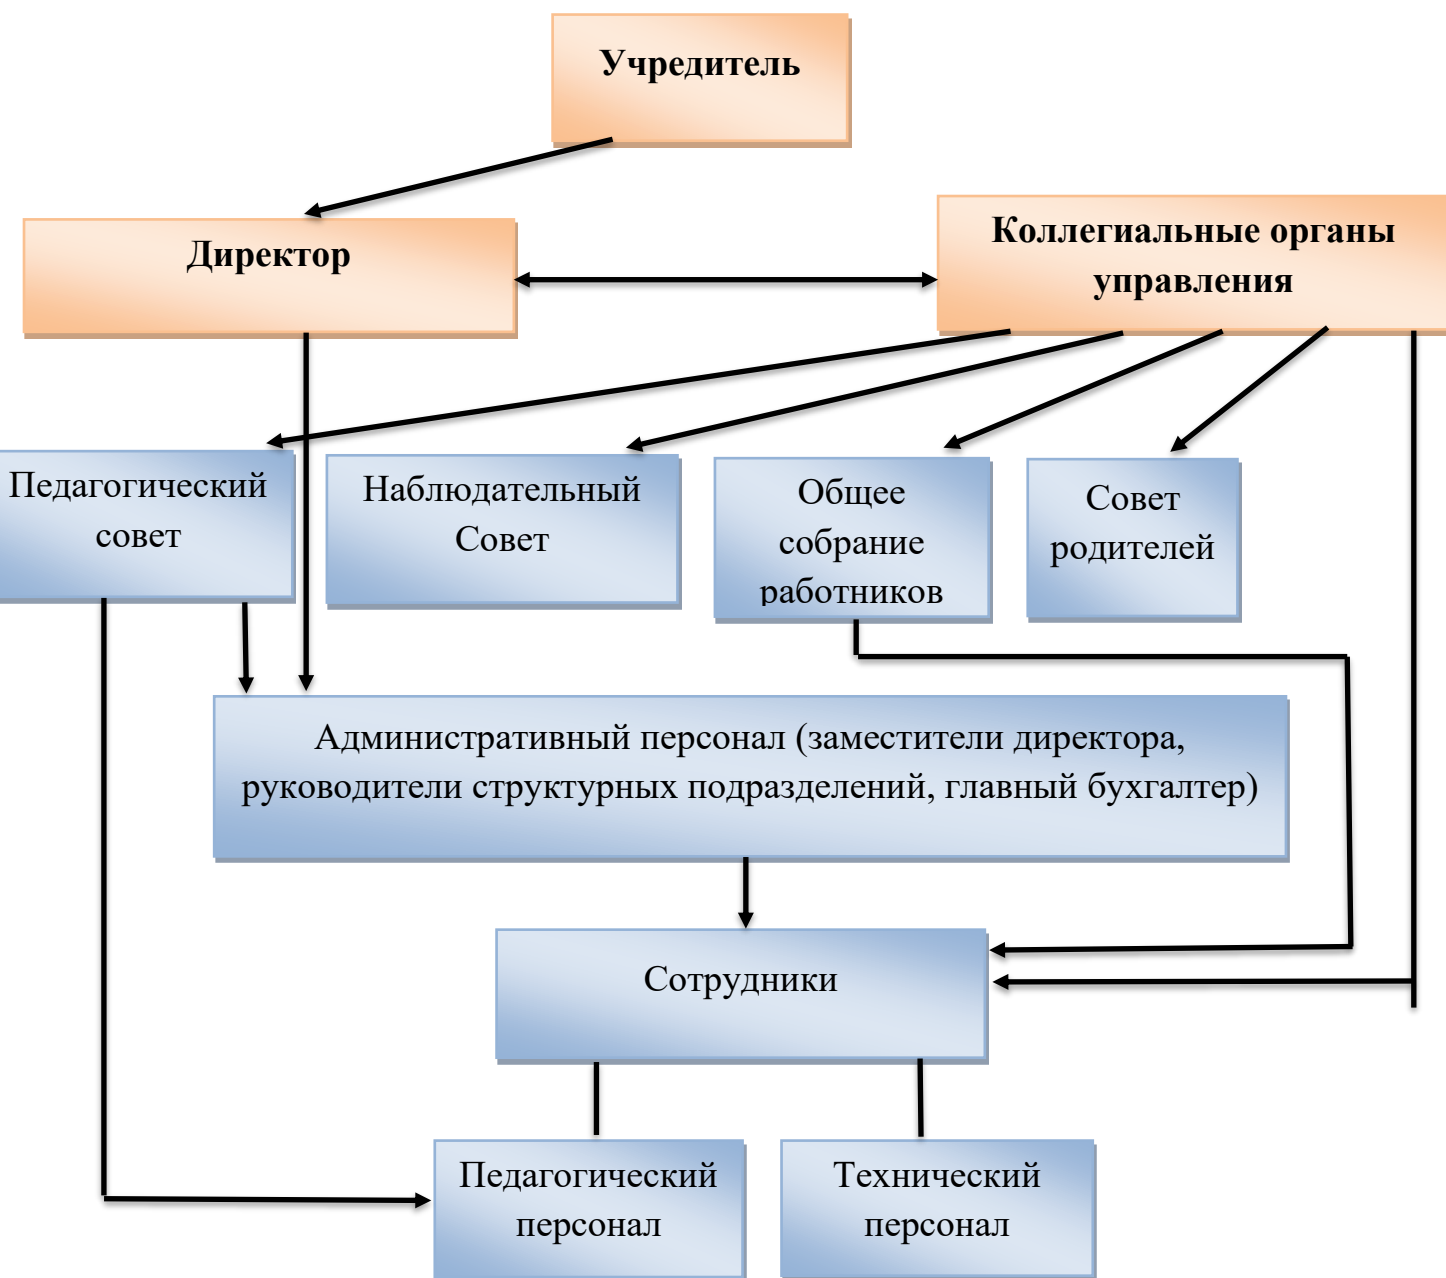 Учредитель
Директор
Коллегиальные органы
управления
Педагогический
совет
Наблюдательный
Совет
Общее
собрание
работников
Совет
родителей
Административный персонал (заместители директора,
руководители структурных подразделений, главный бухгалтер)
Сотрудники
Педагогический
персонал
Технический
персонал